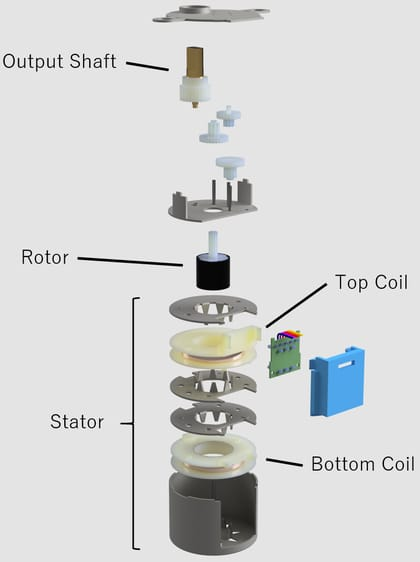 Output Shaft
Rotor
Top Coil
Stator
Bottom Coil